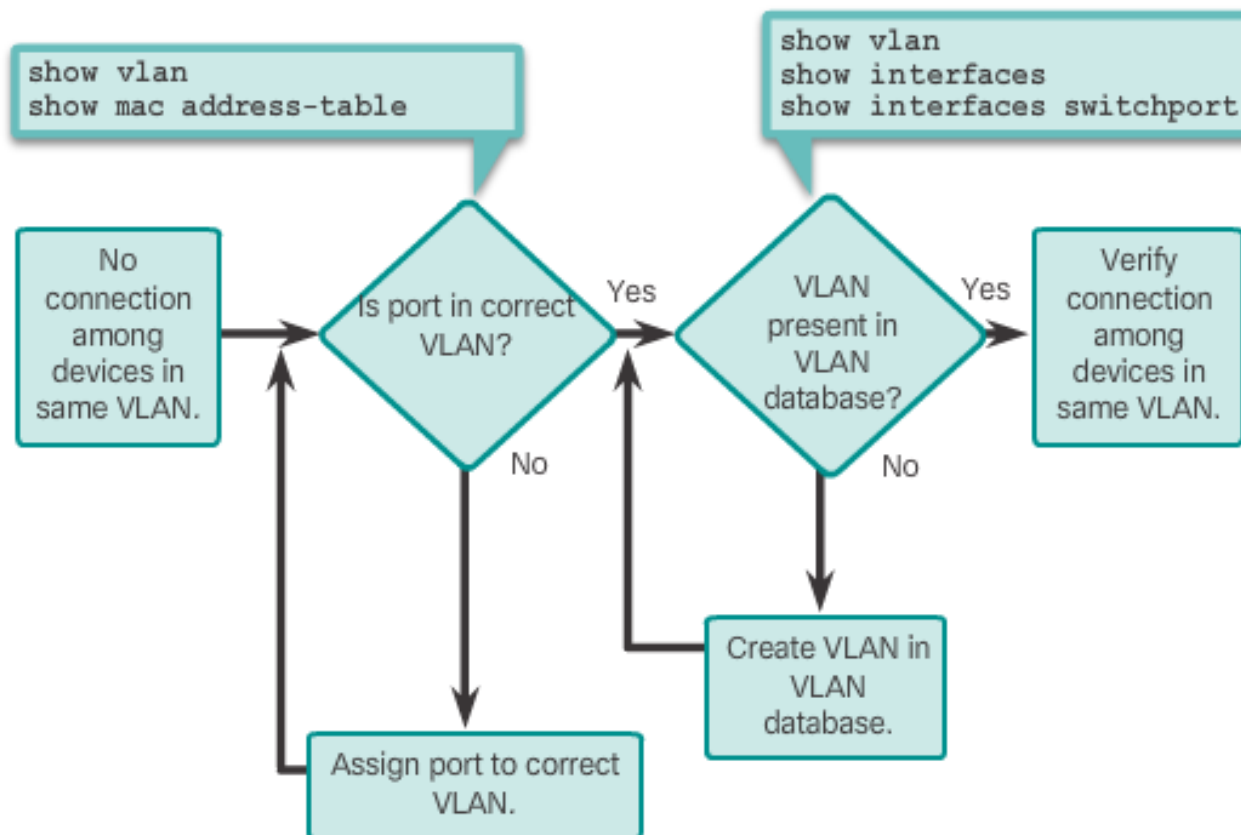 show vlan
show mac address-table
show vlan
show interfaces
show interfaces switchport
No
connection
among
devices in
same VLAN.
Is port in correct
VLAN?
Yes
No
VLAN
present in
VLAN
database?
Yes
No
Verify
connection
among
devices in
same VLAN.
Create VLAN in
VLAN
database.
Assign port to correct
VLAN.